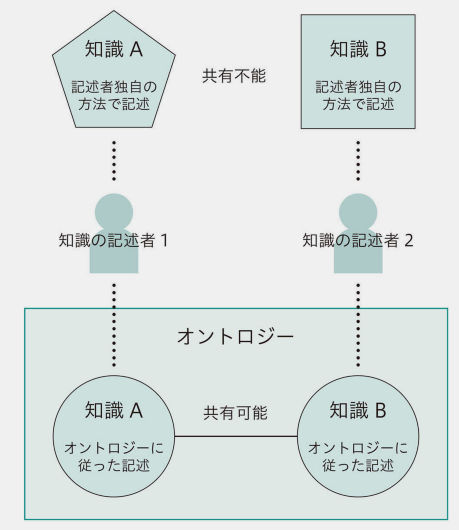 知識 A
記述者独自の
方法で記述
共有不能
知識 B
記述者独自の
方法で記述
知識の記述者 1
知識の記述者 2
オントロジー
知識 A
オントロジーに
従った記述
共有可能
知識 B
オントロジーに
従った記述